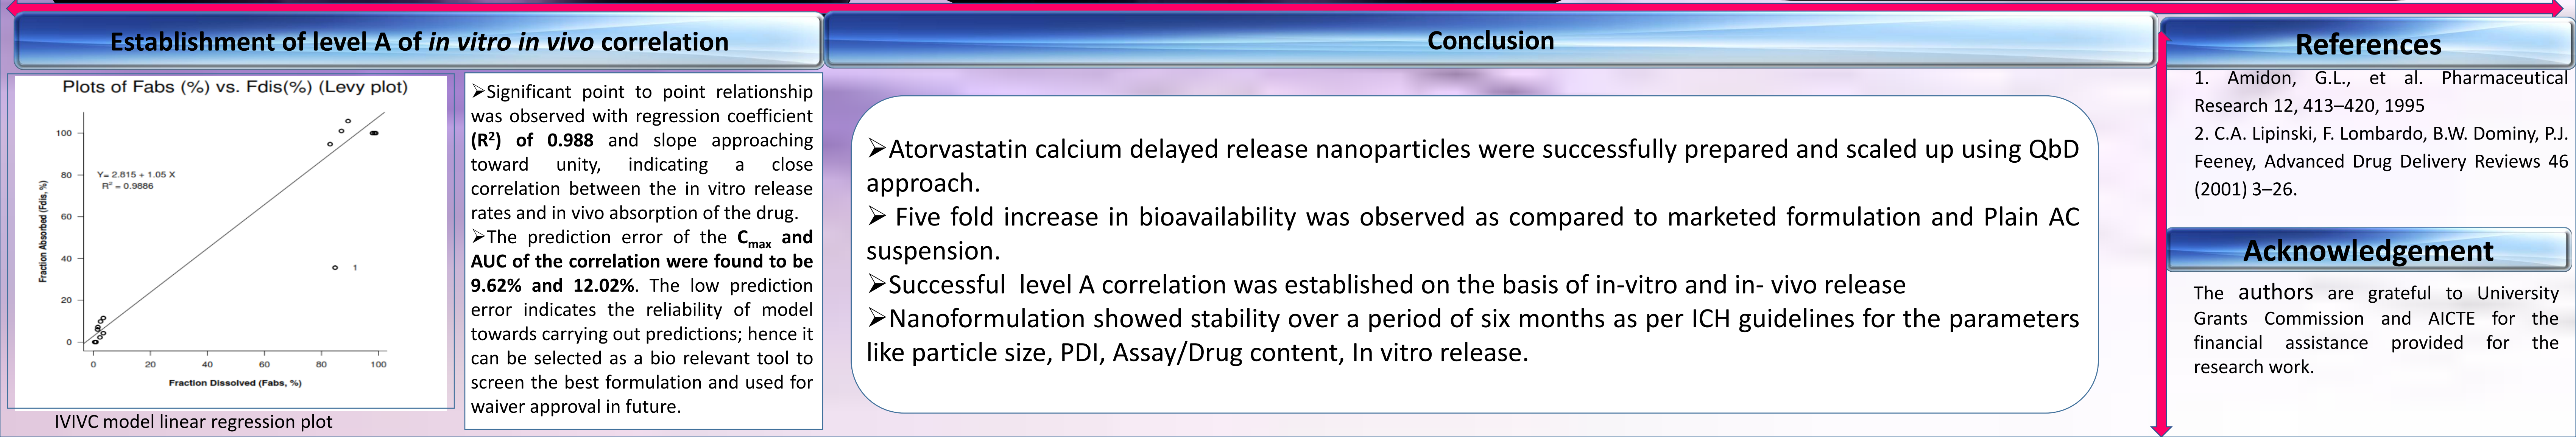 Establishment of level A of in vitro in vivo correlation
Plots of Fabs (%) vs. Fdis(%) (Levy plot)
Fraction Absorbed (Fdis, %)
100
80
60
40
20
0
Y= 2.815 + 1.05 X
R² = 0.9886
1
0 20 40 60 80 100
Fraction Dissolved (Fabs, %)
IVIVC model linear regression plot
➢Significant point to point relationship
was observed with regression coefficient
(R²) of 0.988 and slope approaching
toward unity, indicating a close
correlation between the in vitro release
rates and in vivo absorption of the drug.
➢The prediction error of the Cmax and
AUC of the correlation were found to be
9.62% and 12.02%. The low prediction
error indicates the reliability of model
towards carrying out predictions; hence it
can be selected as a bio relevant tool to
screen the best formulation and used for
waiver approval in future.
Conclusion
➢Atorvastatin calcium delayed release nanoparticles were successfully prepared and scaled up using QbD
approach.
➢ Five fold increase in bioavailability was observed as compared to marketed formulation and Plain AC
suspension.
➢Successful level A correlation was established on the basis of in-vitro and in- vivo release
➢Nanoformulation showed stability over a period of six months as per ICH guidelines for the parameters
like particle size, PDI, Assay/Drug content, In vitro release.
References
1. Amidon, G.L., et al. Pharmaceutical
Research 12, 413–420, 1995
2. C.A. Lipinski, F. Lombardo, B.W. Dominy, P.J.
Feeney, Advanced Drug Delivery Reviews 46
(2001) 3–26.
Acknowledgement
The authors are grateful to University
Grants Commission and AICTE for the
financial assistance provided for the
research work.